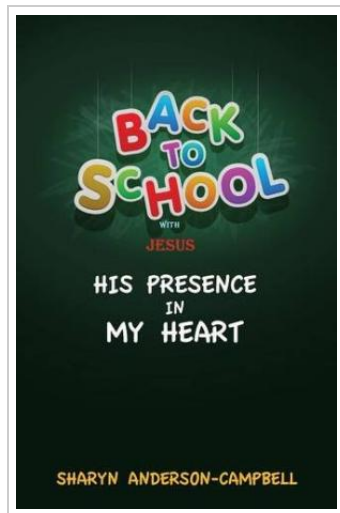 BACK
TO
SCHOOL
WITH
JESUS
HIS PRESENCE
IN
MY HEART
SHARYN ANDERSON-CAMPBELL